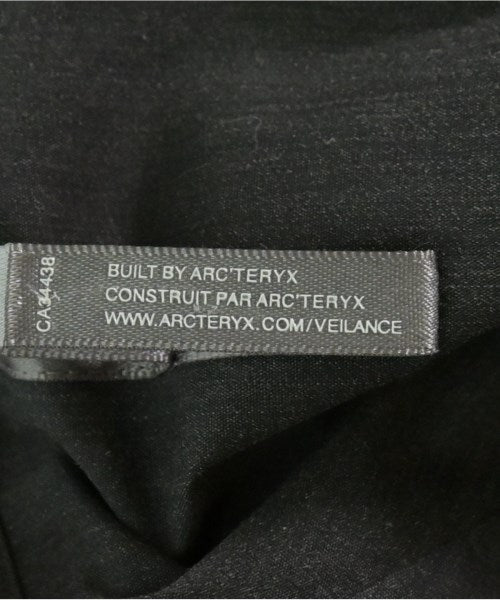 BUILT BY ARC'TERYX
CONSTRUIT PAR ARC'TERYX
WWW.ARCTERYX.COM/VEILANCE
CA34438